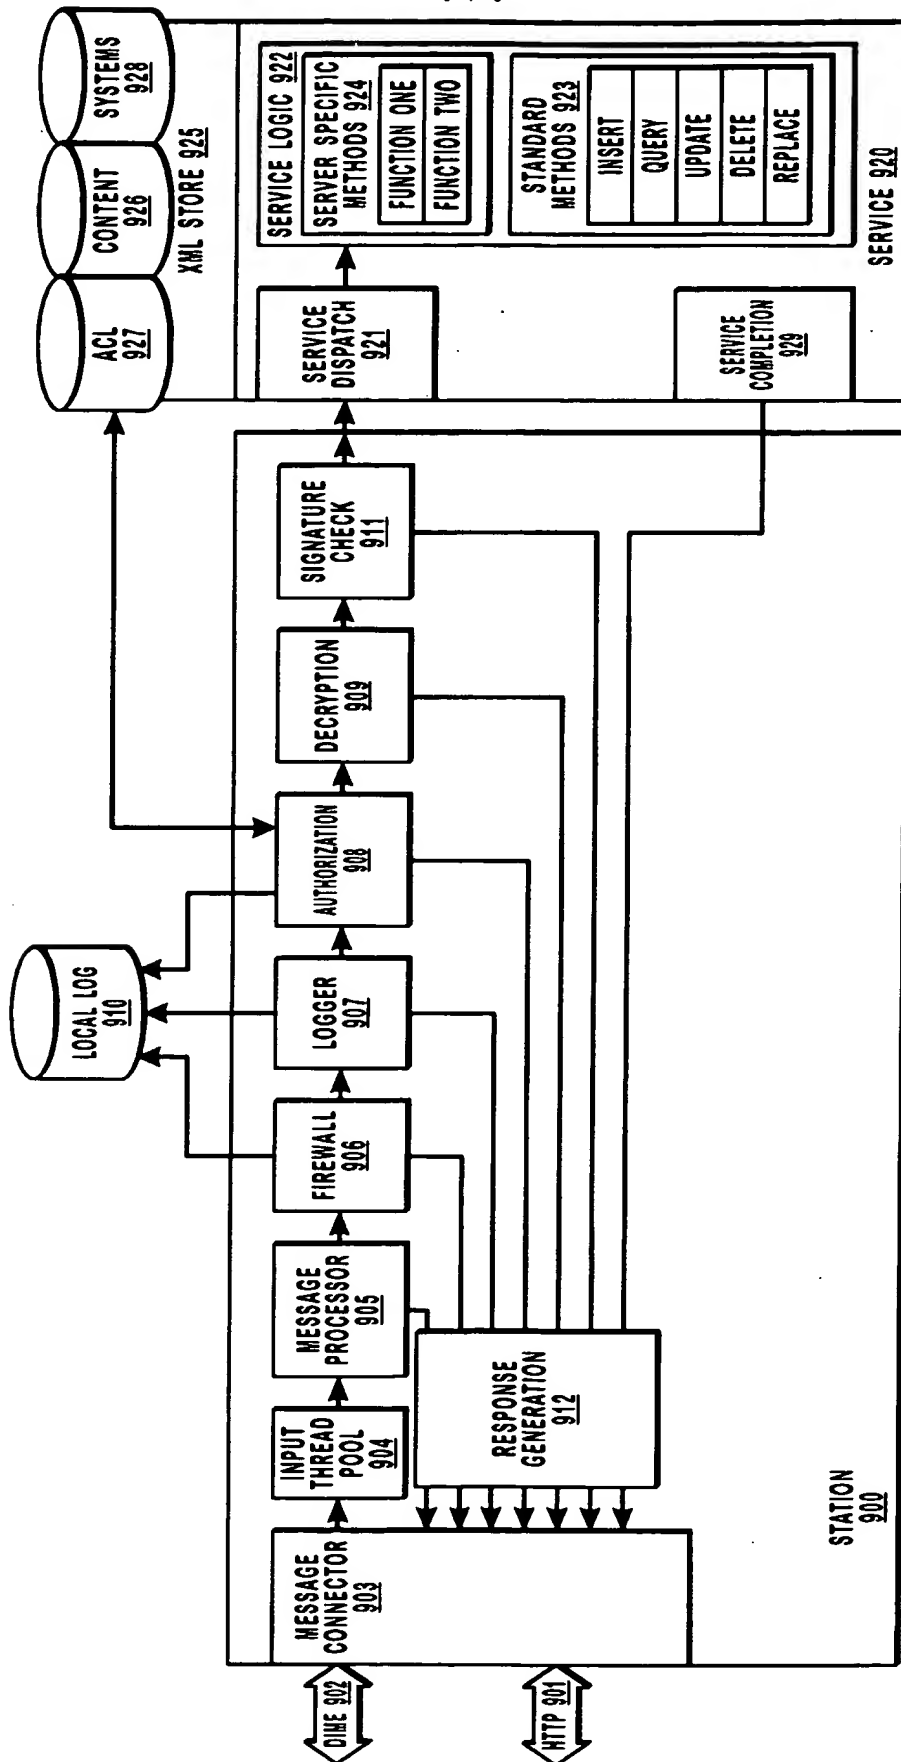 DIME 902
HTTP 901
MESSAGE
CONNECTOR
903
INPUT
THREAD
POOL
904
MESSAGE
PROCESSOR
905
FIREWALL
906
LOGGER
907
AUTHORIZATION
908
DECRYPTION
909
SIGNATURE
CHECK
911
LOCAL LOG
910
RESPONSE
GENERATION
912
STATION
900
ACL
927
CONTENT
926
SYSTEMS
928
XML STORE 925
SERVICE
DISPATCH
921
SERVICE LOGIC 922
SERVER SPECIFIC
METHODS 924
FUNCTION ONE
FUNCTION TWO
STANDARD
METHODS 923
INSERT
QUERY
UPDATE
DELETE
REPLACE
SERVICE
COMPLETION
929
SERVICE 920